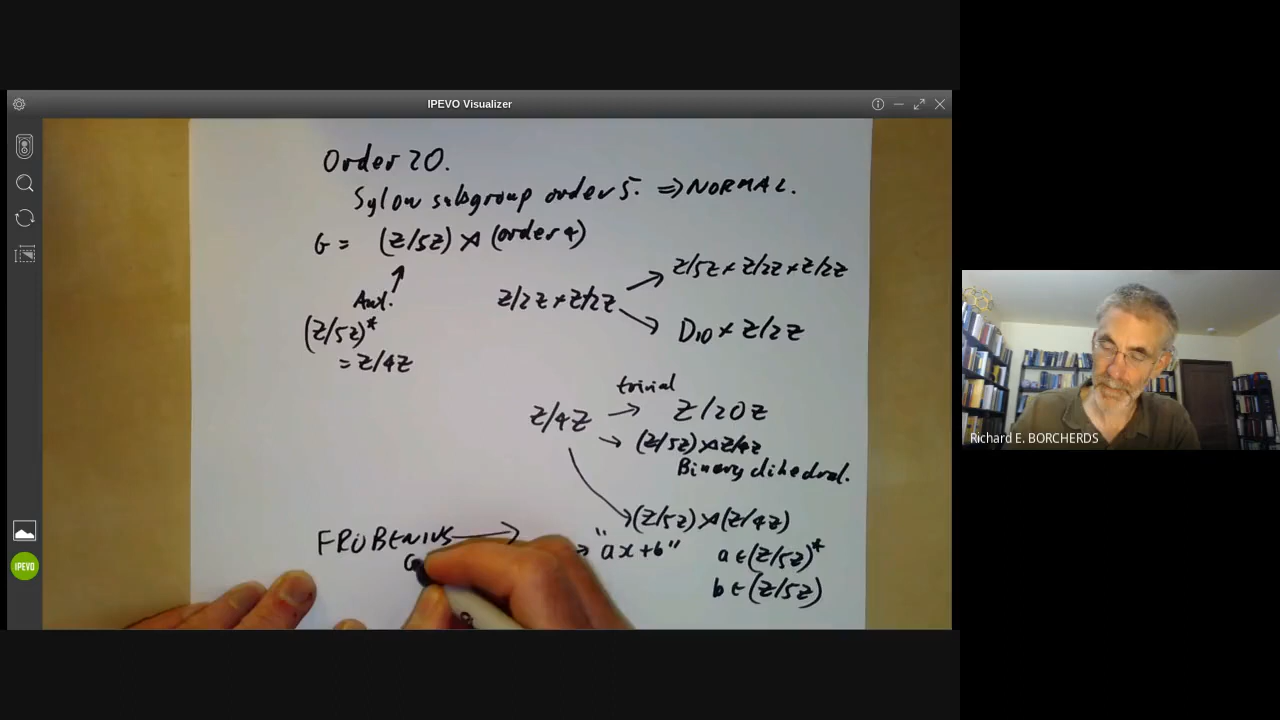 IPEVO Visualizer
Order 20.
Sylow subgroup order 5. ⇒ NORMAL.
G = (Z/5Z) ⋊ (order 4)
Aut.
(Z/5Z)*
= Z/4Z
Z/2Z × Z/2Z
Z/5Z × Z/2Z × Z/2Z
D10 × Z/2Z
trivial
Z/4Z → Z/20Z
(Z/5Z) ⋊ Z/4Z
Binary dihedral.
(Z/5Z) ⋊ (Z/4Z)
FROBENIUS → "ax+b" a ∈ (Z/5Z)*
G
b ∈ (Z/5Z)
IPEVO
Richard E. BORCHERDS